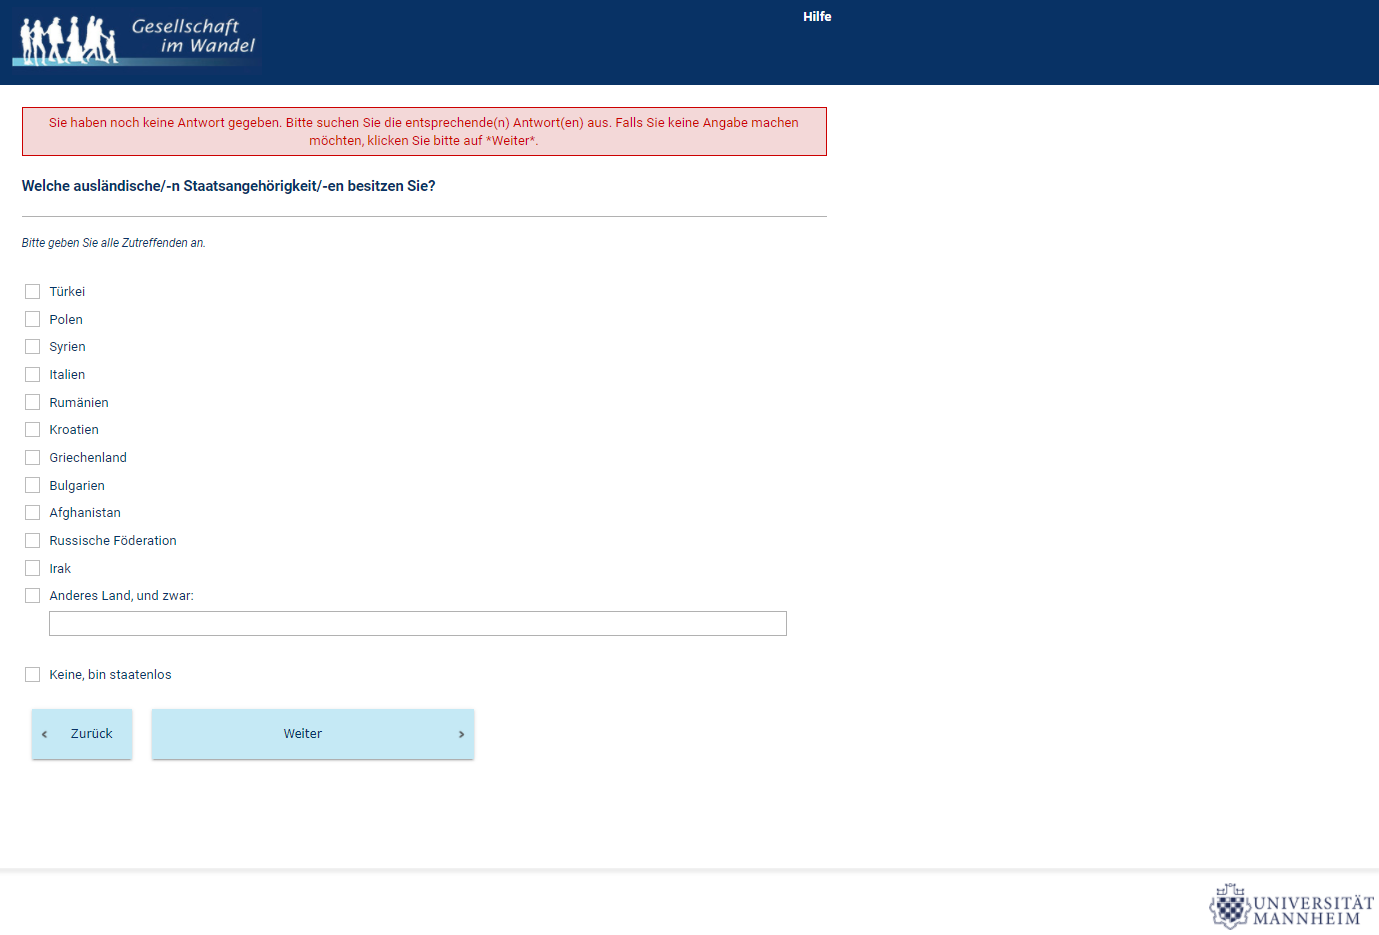 Gesellschaft
im Wandel
Hilfe
Sie haben noch keine Antwort gegeben. Bitte suchen Sie die entsprechende(n) Antwort(en) aus. Falls Sie keine Angabe machen
möchten, klicken Sie bitte auf *Weiter*.
Welche ausländische/-n Staatsangehörigkeit/-en besitzen Sie?
Bitte geben Sie alle Zutreffenden an.
Türkei
Polen
Syrien
Italien
Rumänien
Kroatien
Griechenland
Bulgarien
Afghanistan
Russische Föderation
Irak
Anderes Land, und zwar:
Keine, bin staatenlos
‹ Zurück
Weiter ›
UNIVERSITÄT
MANNHEIM